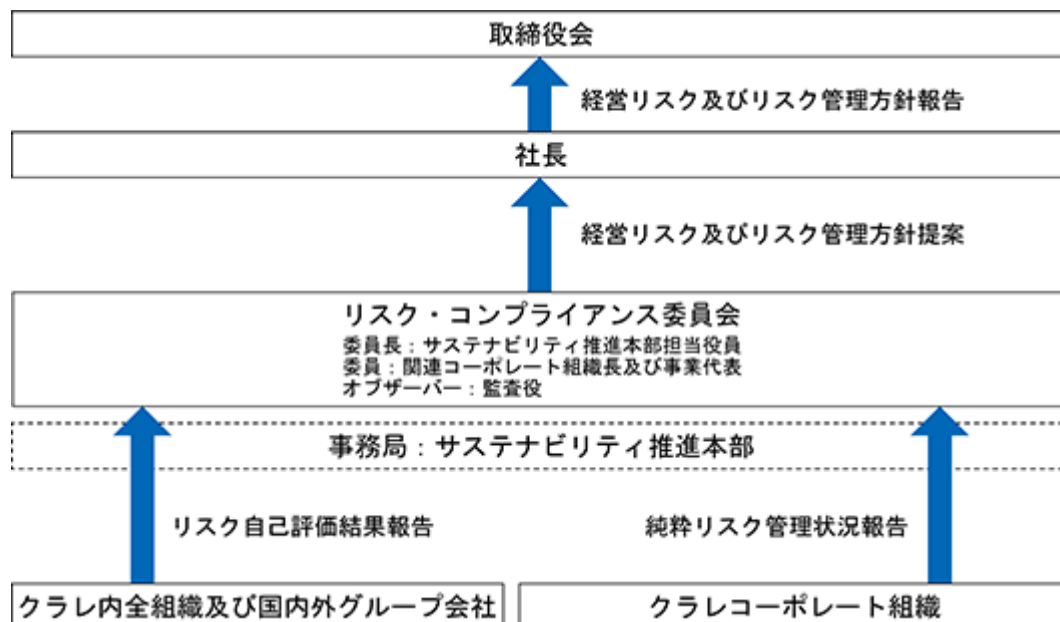 取締役会
経営リスク及びリスク管理方針報告
社長
経営リスク及びリスク管理方針提案
リスク・コンプライアンス委員会
委員長：サステナビリティ推進本部担当役員
委員：関連コーポレート組織長及び事業代表
オブザーバー：監査役
事務局：サステナビリティ推進本部
リスク自己評価結果報告
純粋リスク管理状況報告
クラレ内全組織及び国内外グループ会社
クラレコーポレート組織